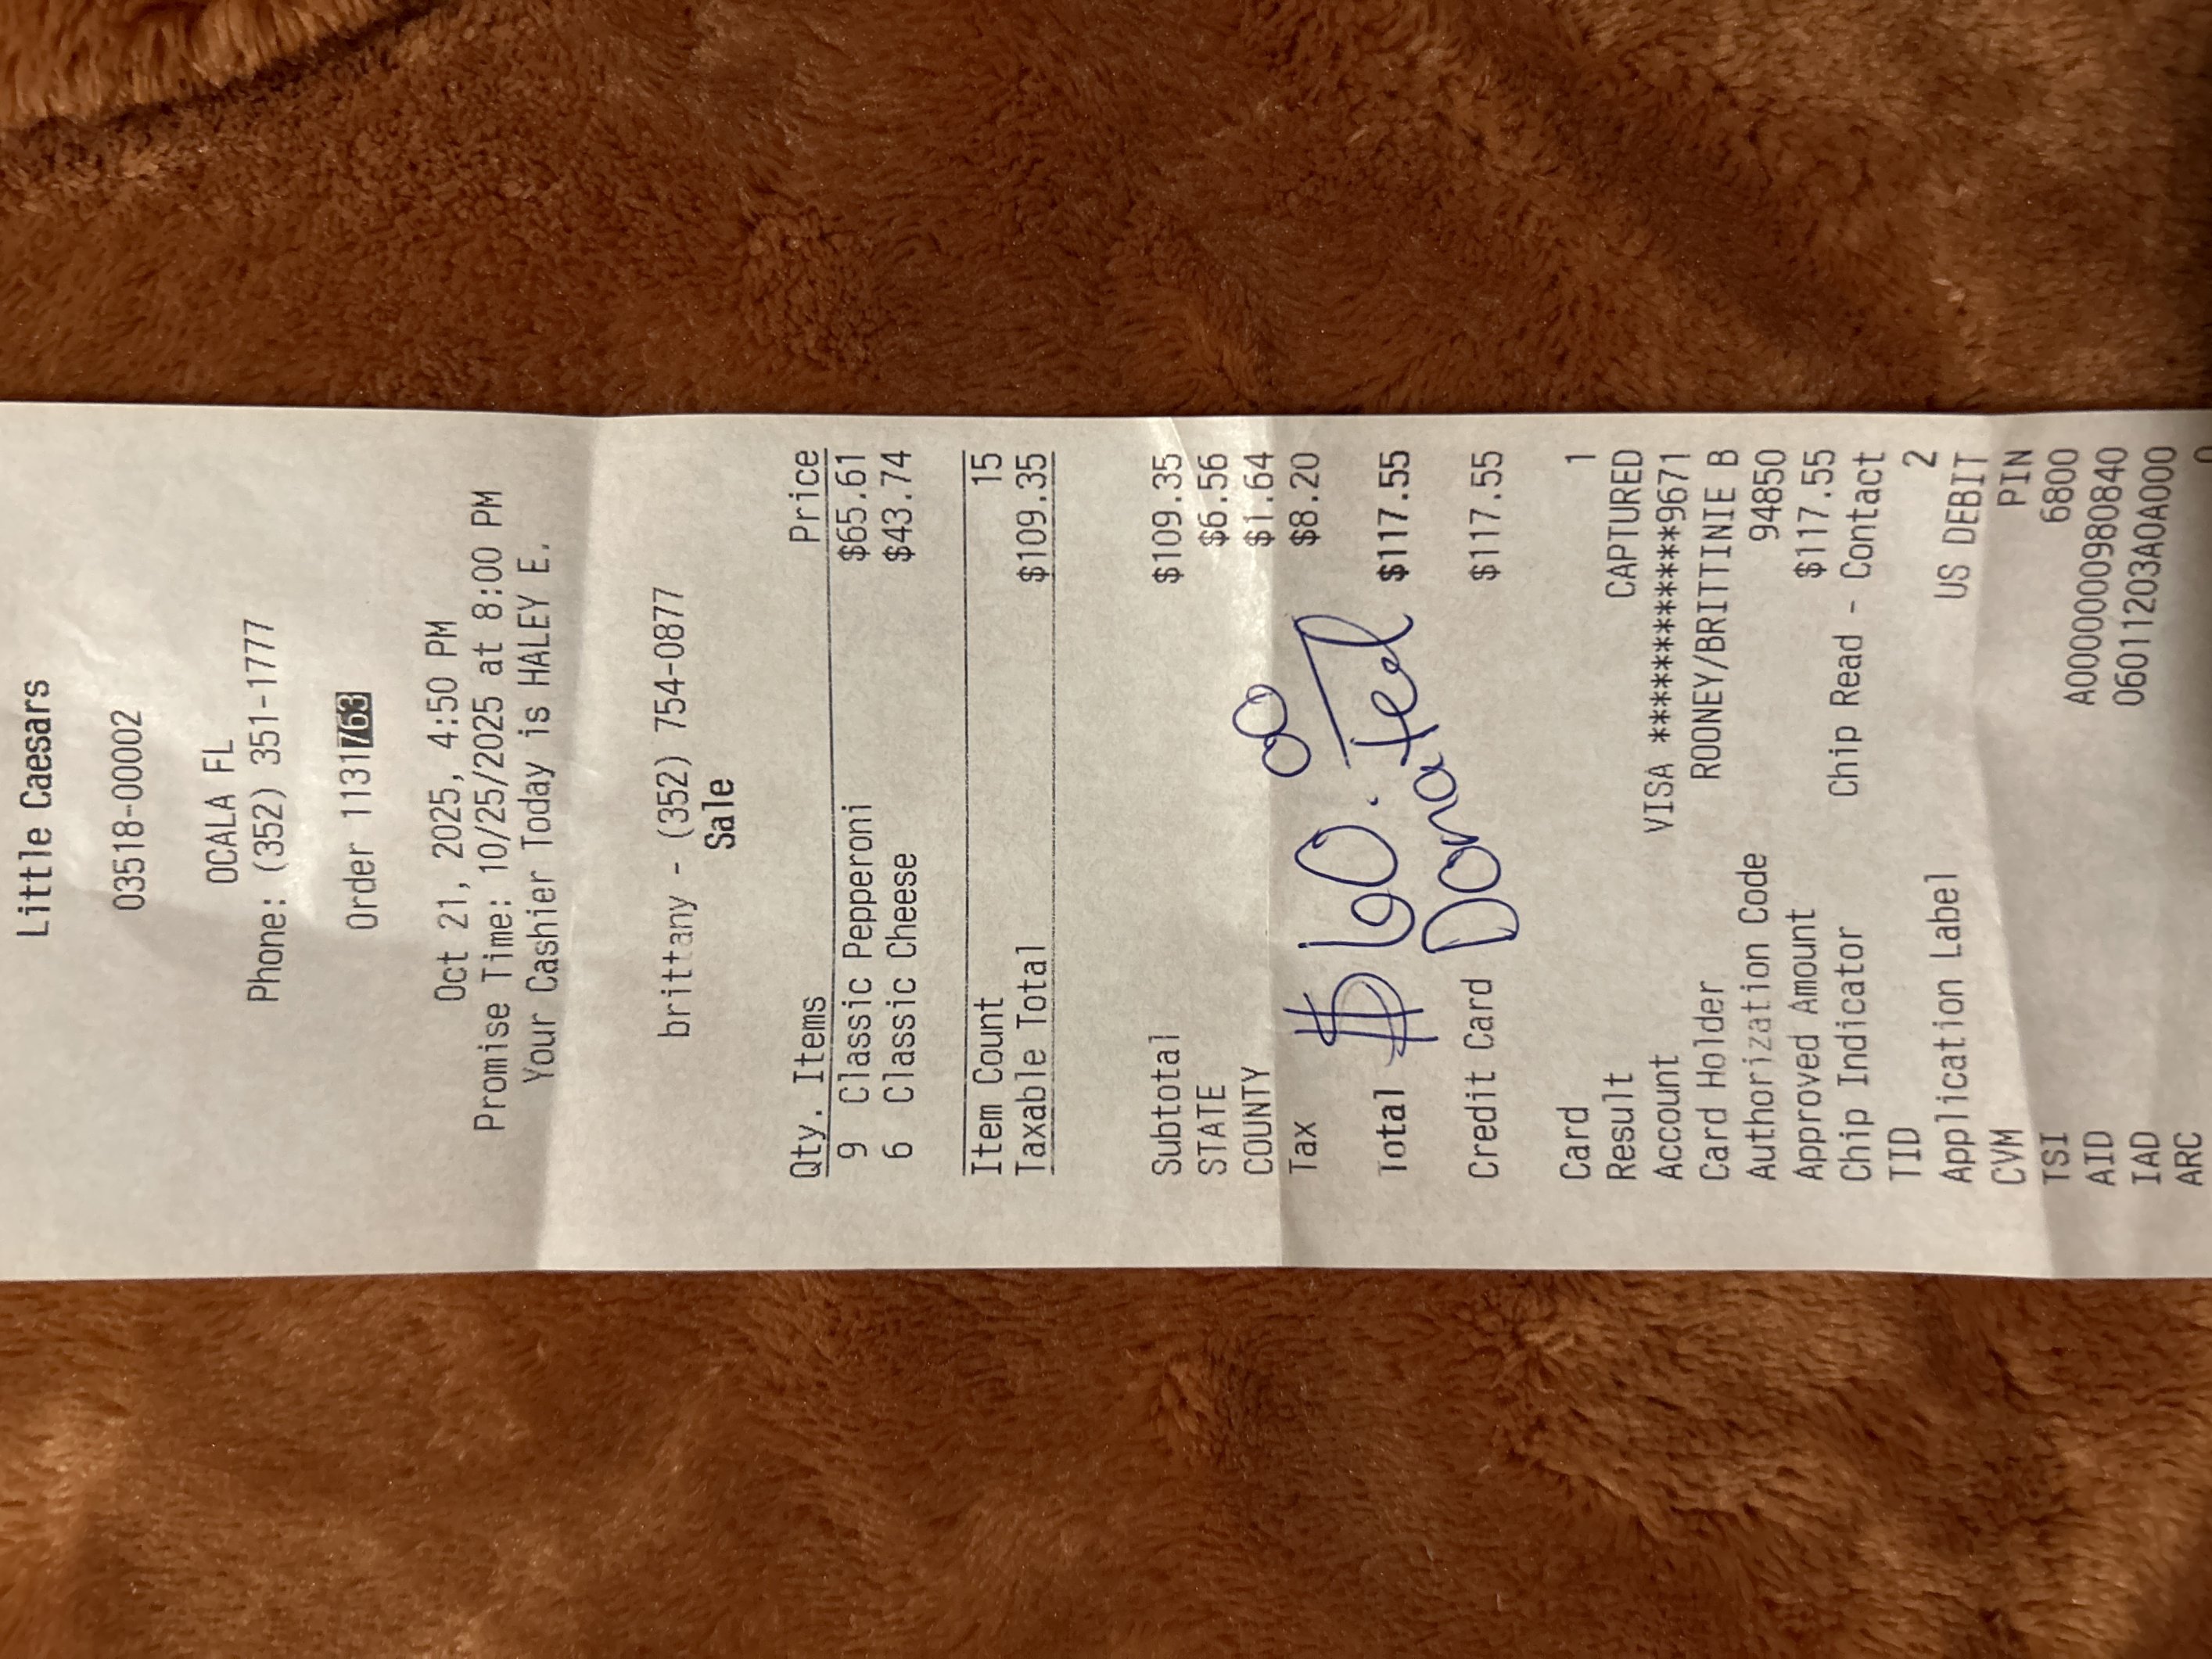 Little Caesars
03518-00002
OCALA FL
Phone: (352) 351-1777
Order 1131763
Oct 21, 2025, 4:50 PM
Promise Time: 10/25/2025 at 8:00 PM
Your Cashier Today is HALEY E.
brittany - (352) 754-0877
Sale
Qty. Items Price
9 Classic Pepperoni $65.61
6 Classic Cheese $43.74
Item Count 15
Taxable Total $109.35
Subtotal $109.35
STATE $6.56
COUNTY $1.64
Tax $8.20
Total $117.55
$60.00
Donated
Credit Card $117.55
Card 1
Result CAPTURED
Account VISA ************9671
Card Holder ROONEY/BRITTINIE B
Authorization Code 94850
Approved Amount $117.55
Chip Indicator Chip Read - Contact
TID 2
Application Label US DEBIT
CVM PIN
TSI 6800
AID A0000000980840
IAD 06011203A0A000
ARC